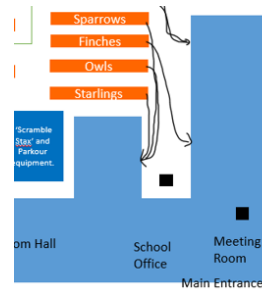 Sparrows
Finches
Owls
Starlings
'Scramble
Stax' and
Parkour
equipment.
om Hall
School
Office
Meeting
Room
Main Entrance